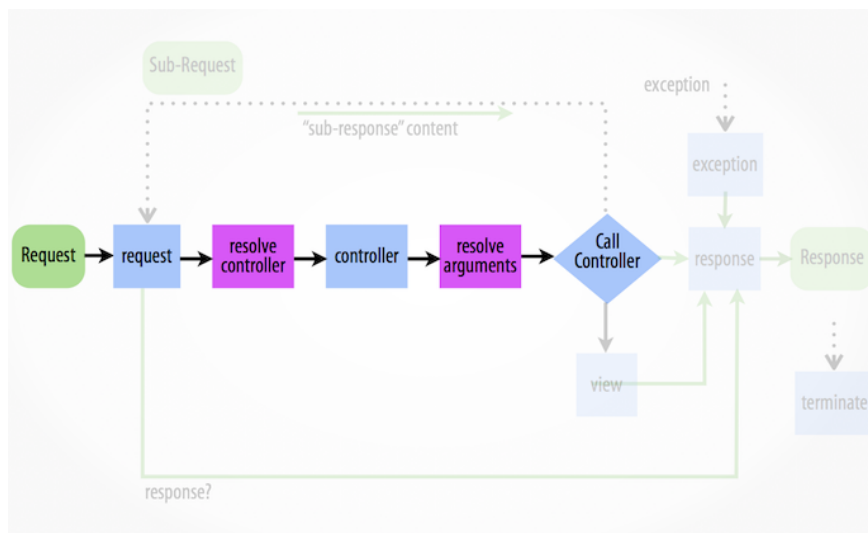 Sub-Request
exception
"sub-response" content
exception
Request
request
resolve
controller
controller
resolve
arguments
Call
Controller
response
Response
view
terminate
response?